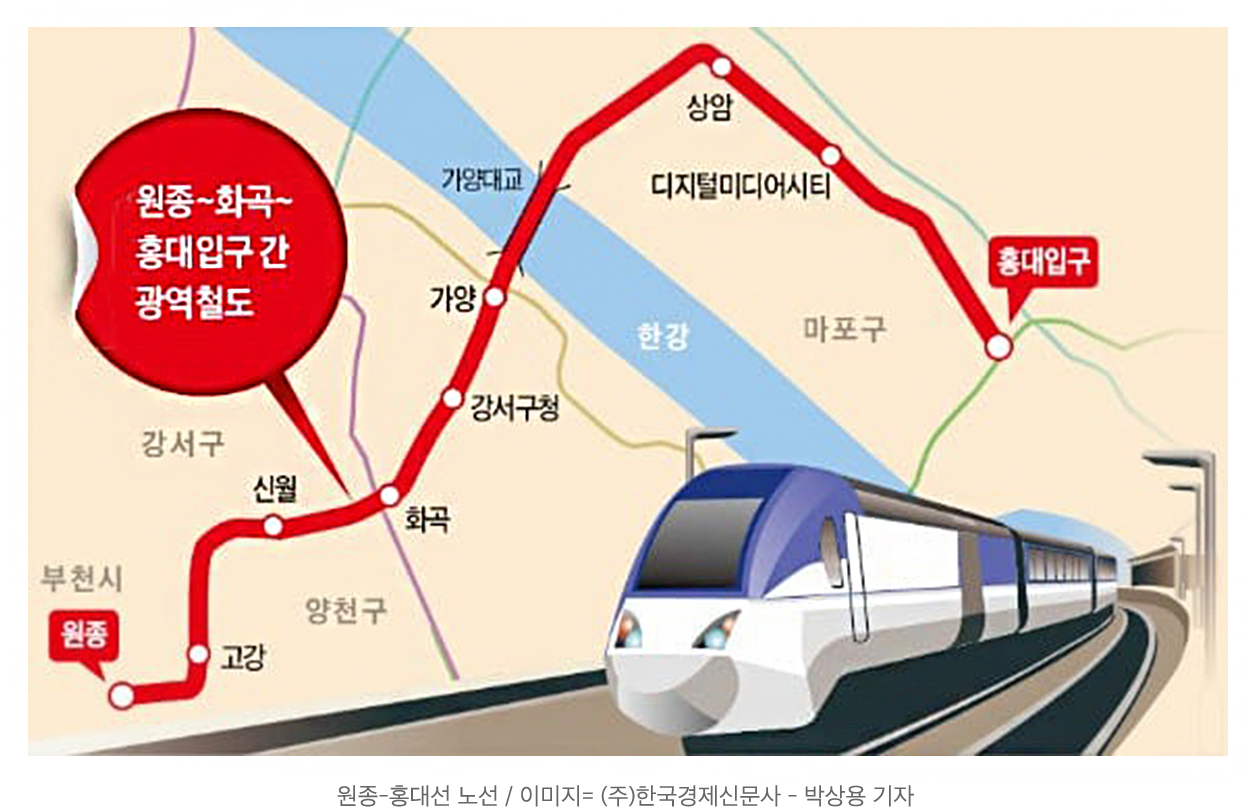 상암
가양대교
디지털미디어시티
원종~화곡~
홍대입구 간
광역철도
홍대입구
가양
한강
마포구
강서구청
강서구
신월
화곡
부천시
양천구
원종
고강
원종-홍대선 노선 / 이미지= (주)한국경제신문사 - 박상용 기자